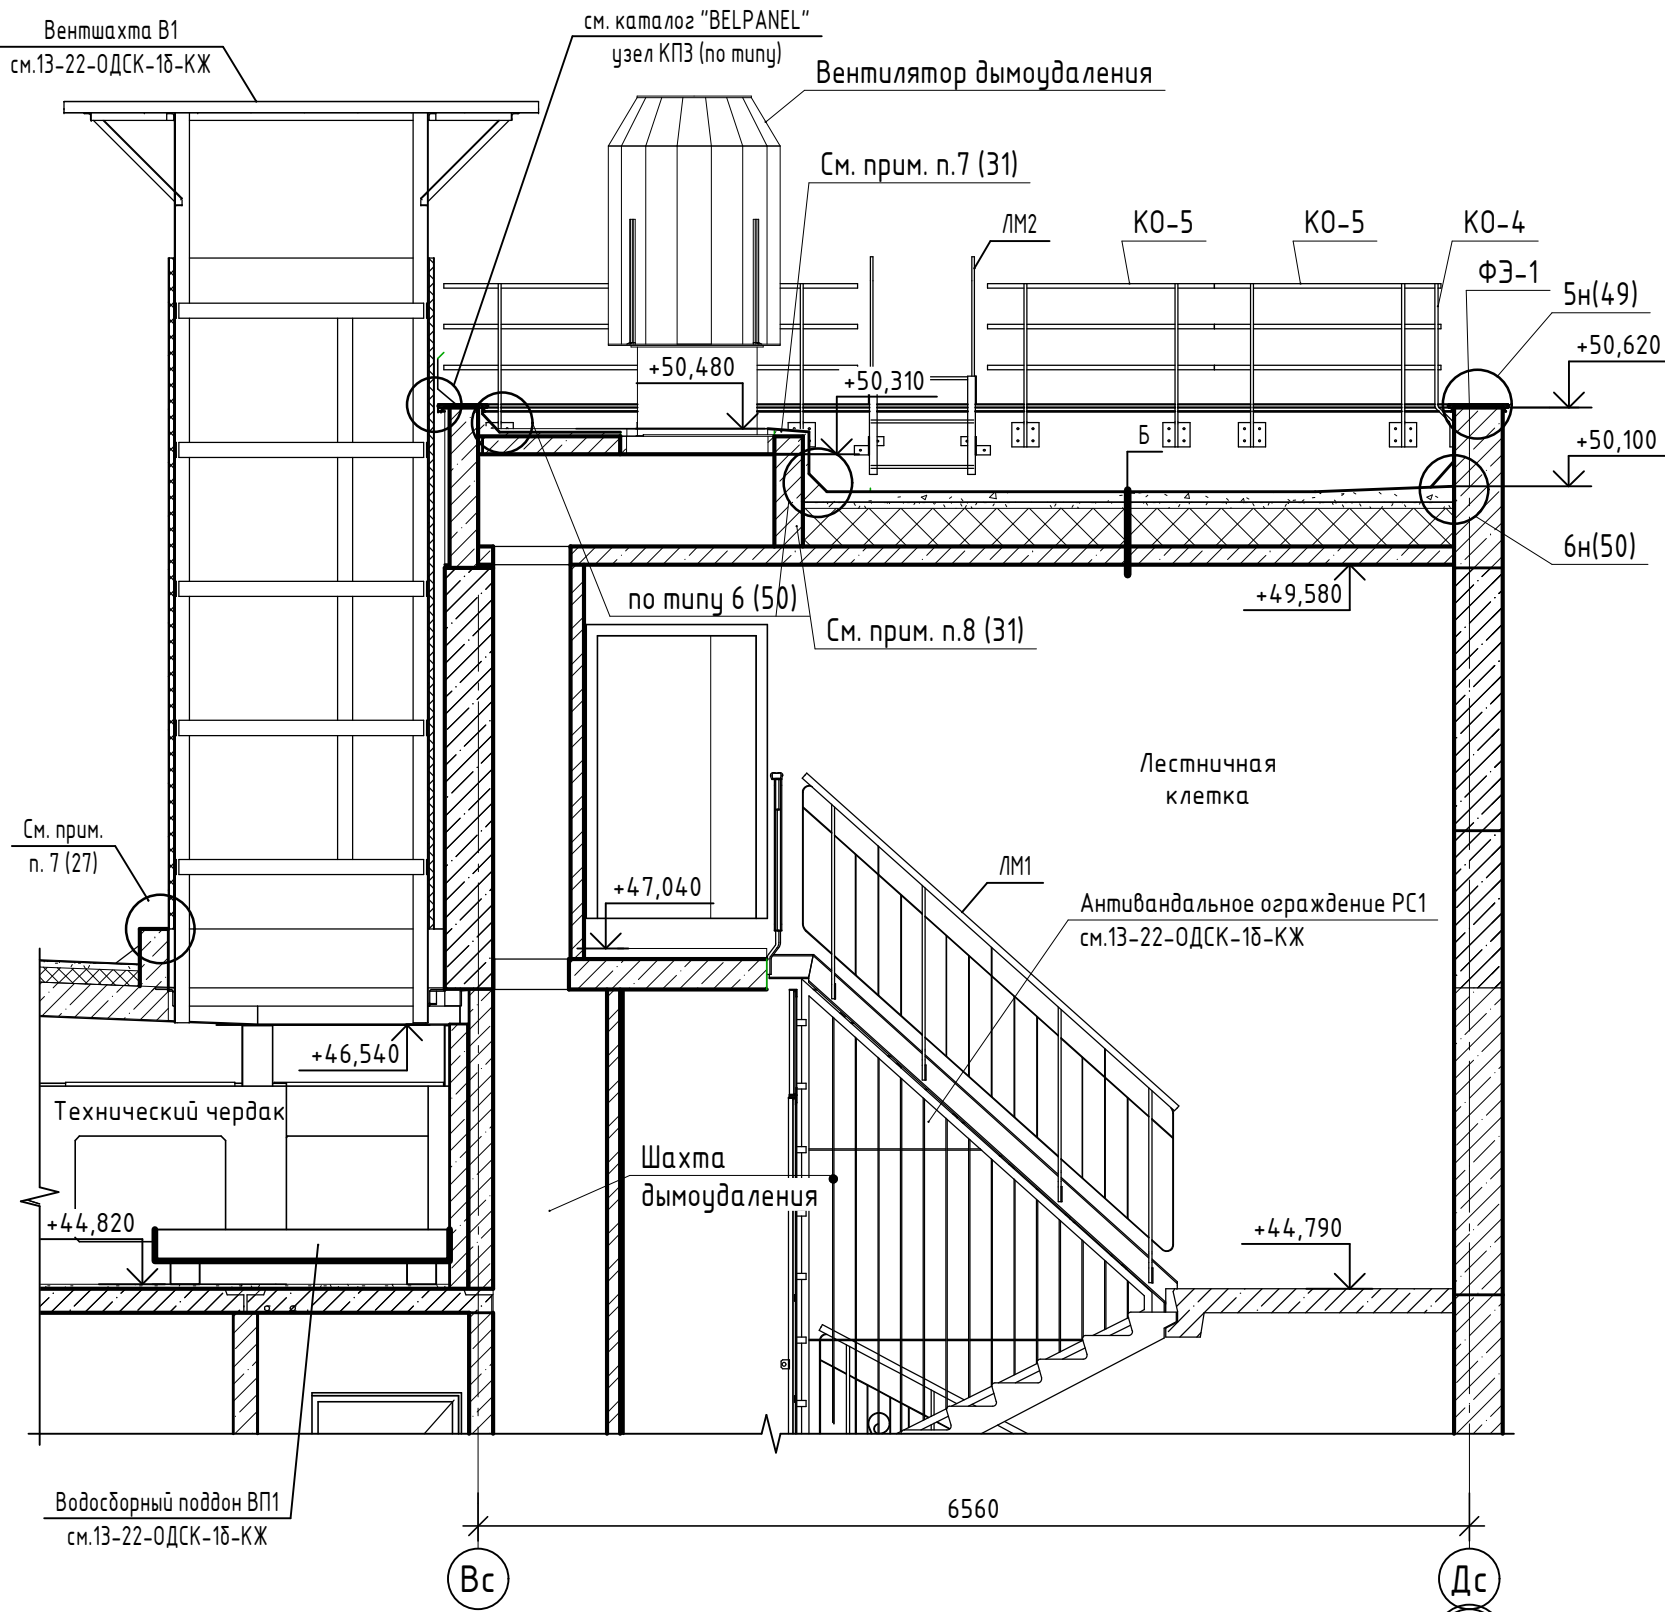 Вентшахта В1
см.13-22-ОДСК-1б-КЖ
см. каталог "BELPANEL"
узел КП3 (по типу)
Вентилятор дымоудаления
См. прим. п.7 (31)
ЛМ2
КО-5
КО-5
КО-4
ФЭ-1
5н(49)
+50,620
+50,480
+50,310
Б
+50,100
6н(50)
+49,580
по типу 6 (50)
См. прим. п.8 (31)
Лестничная
клетка
См. прим.
п. 7 (27)
ЛМ1
+47,040
Антивандальное ограждение РС1
см.13-22-ОДСК-1б-КЖ
+46,540
Технический чердак
Шахта
дымоудаления
+44,820
+44,790
Водосборный поддон ВП1
см.13-22-ОДСК-1б-КЖ
6560
Вс
Дс